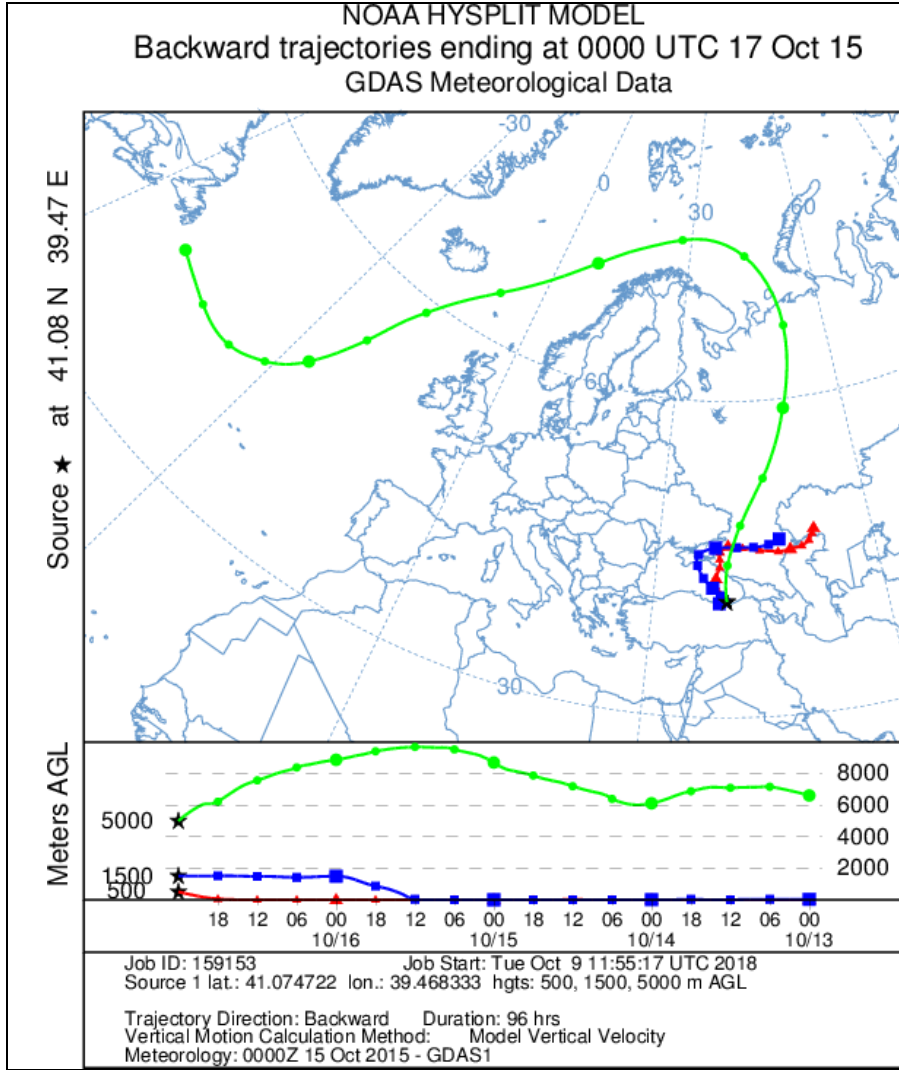 NOAA HYSPLIT MODEL
Backward trajectories ending at 0000 UTC 17 Oct 15
GDAS Meteorological Data
Source ★ at 41.08 N 39.47 E
-30
0
30
60
60
30
Meters AGL
8000
6000
5000
4000
2000
1500
500
18 12 06 00 18 12 06 00 18 12 06 00 18 12 06 00
10/16 10/15 10/14 10/13
Job ID: 159153 Job Start: Tue Oct 9 11:55:17 UTC 2018
Source 1 lat.: 41.074722 lon.: 39.468333 hgts: 500, 1500, 5000 m AGL
Trajectory Direction: Backward Duration: 96 hrs
Vertical Motion Calculation Method: Model Vertical Velocity
Meteorology: 0000Z 15 Oct 2015 - GDAS1